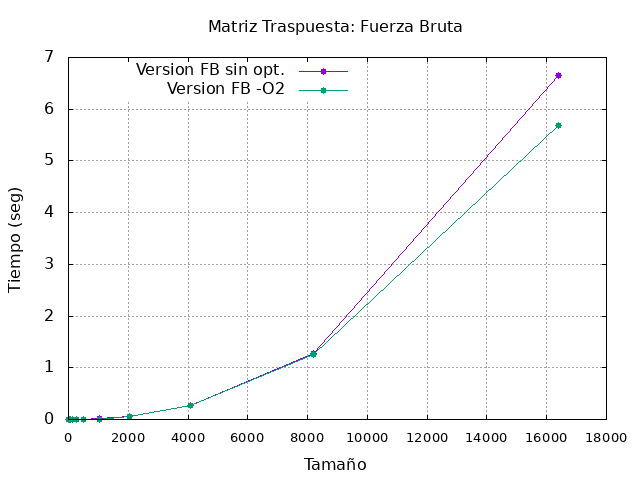 Matriz Traspuesta: Fuerza Bruta
7
Version FB sin opt.
Version FB -O2
6
5
4
3
2
1
0
Tiempo (seg)
0 2000 4000 6000 8000 10000 12000 14000 16000 18000
Tamaño